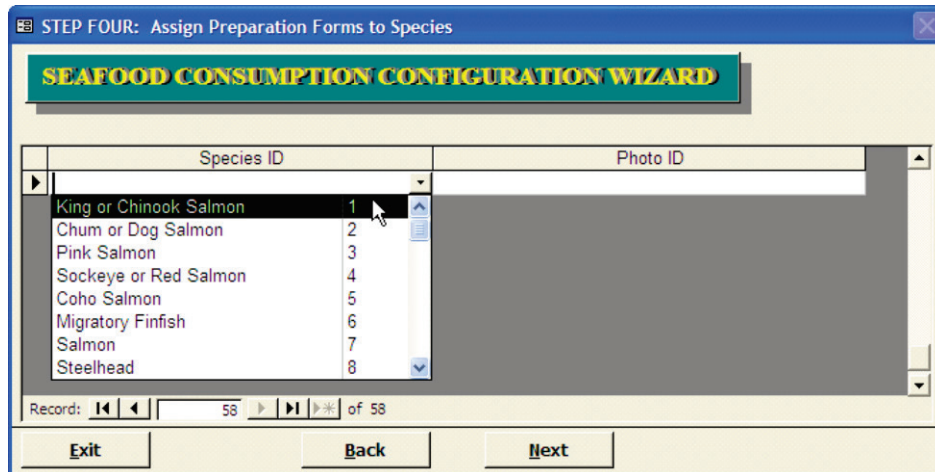 STEP FOUR: Assign Preparation Forms to Species
SEAFOOD CONSUMPTION CONFIGURATION WIZARD
Species ID Photo ID
King or Chinook Salmon 1
Chum or Dog Salmon 2
Pink Salmon 3
Sockeye or Red Salmon 4
Coho Salmon 5
Migratory Finfish 6
Salmon 7
Steelhead 8
Record: 58 of 58
Exit Back Next